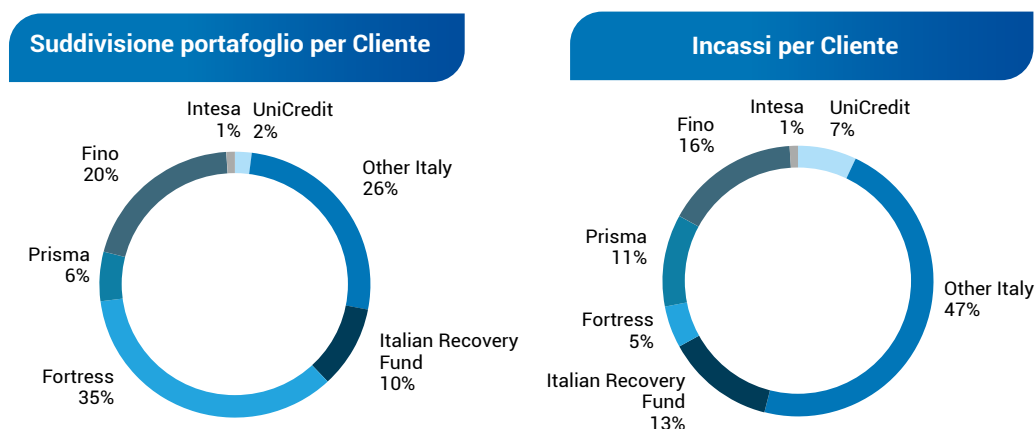 Suddivisione portafoglio per Cliente
Intesa
1%
UniCredit
2%
Other Italy
26%
Italian Recovery
Fund
10%
Fortress
35%
Prisma
6%
Fino
20%
Incassi per Cliente
Intesa
1%
UniCredit
7%
Other Italy
47%
Italian Recovery
Fund
13%
Fortress
5%
Prisma
11%
Fino
16%